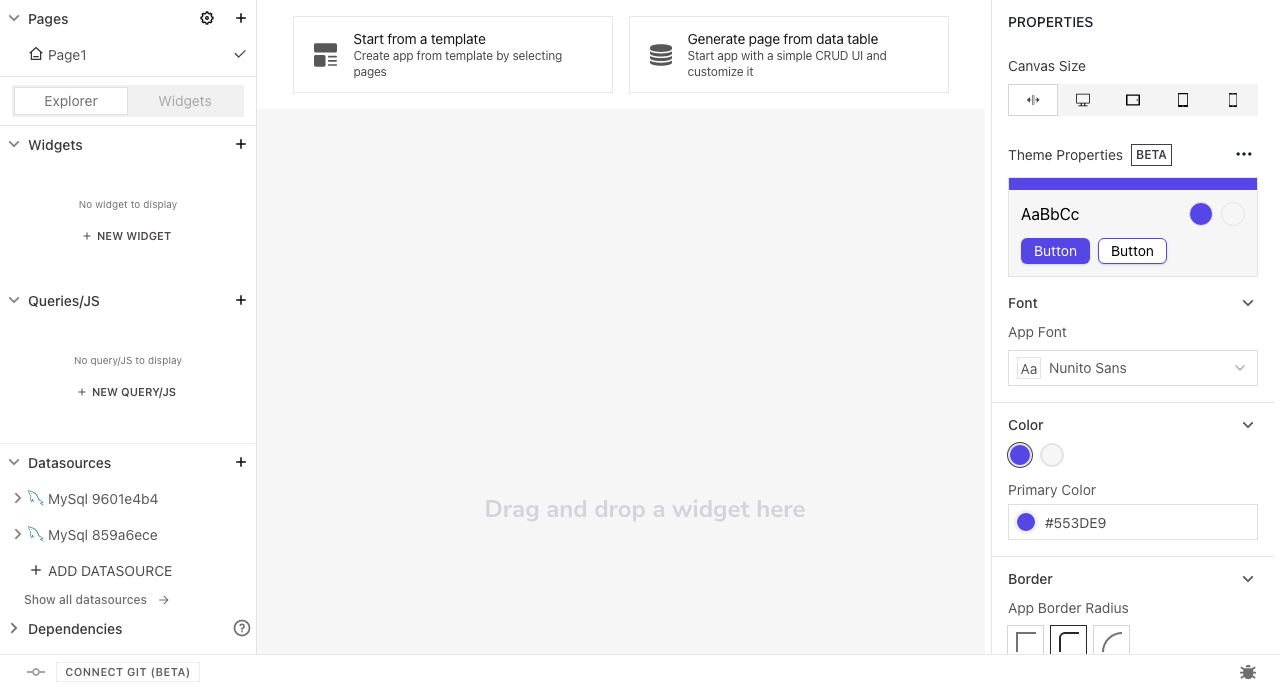 Pages
Page1
Explorer
Widgets
Widgets
No widget to display
NEW WIDGET
Queries/JS
No query/JS to display
NEW QUERY/JS
Datasources
MySql 9601e4b4
MySql 859a6ece
ADD DATASOURCE
Show all datasources
Dependencies
CONNECT GIT (BETA)
Start from a template
Create app from template by selecting
pages
Generate page from data table
Start app with a simple CRUD UI and
customize it
Drag and drop a widget here
PROPERTIES
Canvas Size
Theme Properties BETA
AaBbCc
Button Button
Font
App Font
Aa Nunito Sans
Color
Primary Color
#553DE9
Border
App Border Radius